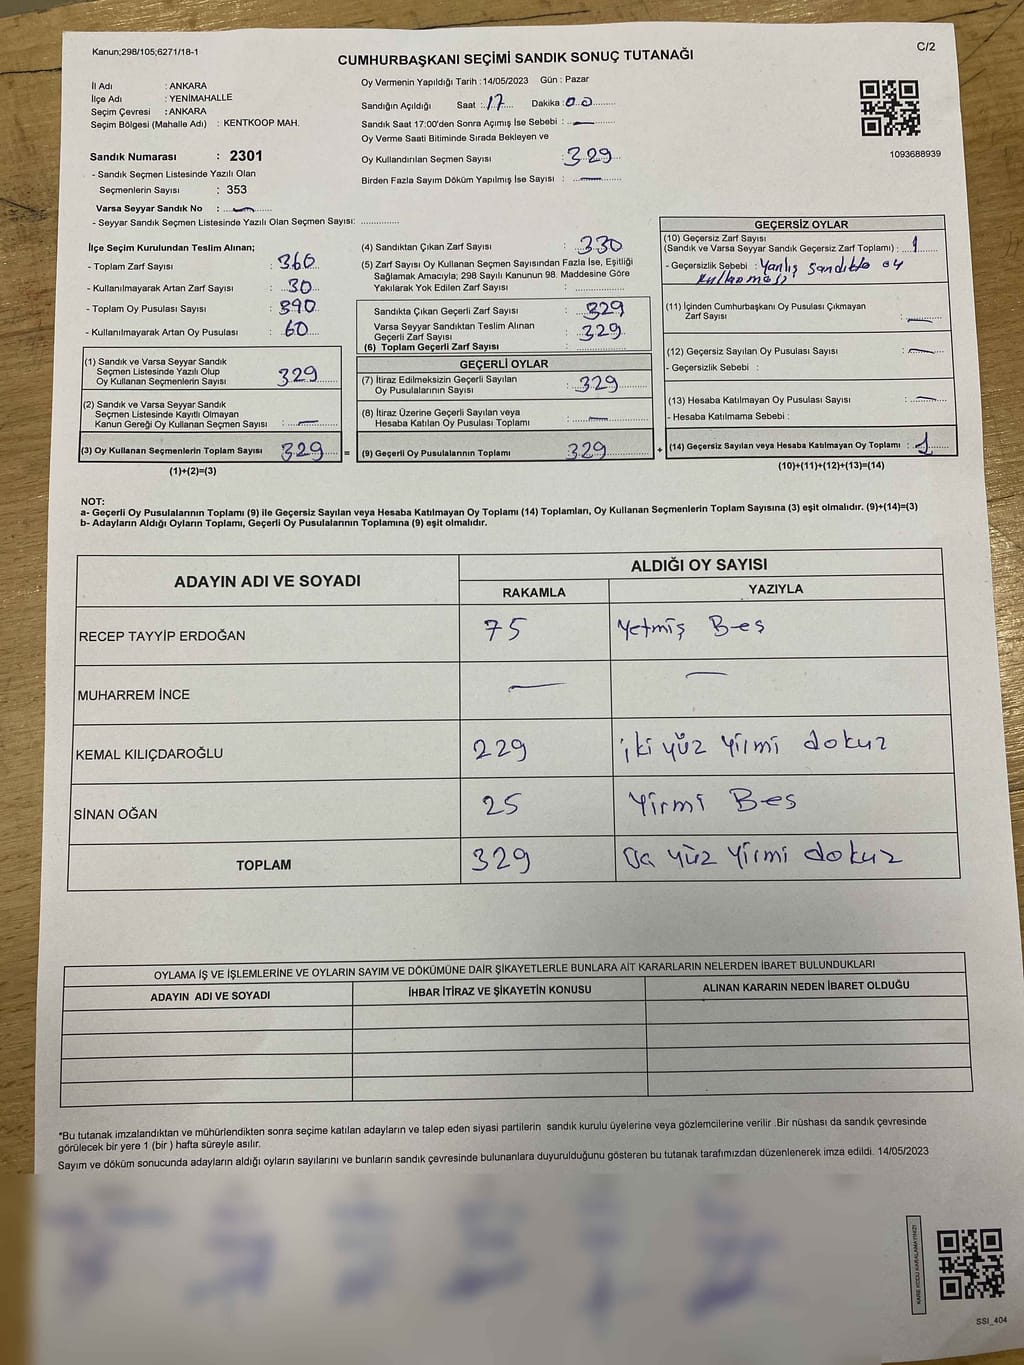 Kanun;298/105;6271/18-1
C/2
CUMHURBAŞKANI SEÇİMİ SANDIK SONUÇ TUTANAĞI
İl Adı : ANKARA
İlçe Adı : YENİMAHALLE
Seçim Çevresi : ANKARA
Seçim Bölgesi (Mahalle Adı) : KENTKOOP MAH.
Sandık Numarası : 2301
- Sandık Seçmen Listesinde Yazılı Olan
Seçmenlerin Sayısı : 353
Varsa Seyyar Sandık No : —
- Seyyar Sandık Seçmen Listesinde Yazılı Olan Seçmen Sayısı: ..............
Oy Vermenin Yapıldığı Tarih :14/05/2023 Gün : Pazar
Sandığın Açıldığı Saat :.17.... Dakika :00.........
Sandık Saat 17:00'den Sonra Açımış İse Sebebi : —
Oy Verme Saati Bitiminde Sırada Bekleyen ve
Oy Kullandırılan Seçmen Sayısı : 329
Birden Fazla Sayım Döküm Yapılmış İse Sayısı : —
1093688939
İlçe Seçim Kurulundan Teslim Alınan;
- Toplam Zarf Sayısı : 360
- Kullanılmayarak Artan Zarf Sayısı : 30
- Toplam Oy Pusulası Sayısı : 390
- Kullanılmayarak Artan Oy Pusulası : 60
(1) Sandık ve Varsa Seyyar Sandık
Seçmen Listesinde Yazılı Olup
Oy Kullanan Seçmenlerin Sayısı : 329
(2) Sandık ve Varsa Seyyar Sandık
Seçmen Listesinde Kayıtlı Olmayan
Kanun Gereği Oy Kullanan Seçmen Sayısı : —
(3) Oy Kullanan Seçmenlerin Toplam Sayısı 329 =
(1)+(2)=(3)
(4) Sandıktan Çıkan Zarf Sayısı : 330
(5) Zarf Sayısı Oy Kullanan Seçmen Sayısından Fazla İse, Eşitliği
Sağlamak Amacıyla; 298 Sayılı Kanunun 98. Maddesine Göre
Yakılarak Yok Edilen Zarf Sayısı : ..............
Sandıkta Çıkan Geçerli Zarf Sayısı : 329
Varsa Seyyar Sandıktan Teslim Alınan
Geçerli Zarf Sayısı : 329
(6) Toplam Geçerli Zarf Sayısı : ..............
GEÇERLİ OYLAR
(7) İtiraz Edilmeksizin Geçerli Sayılan
Oy Pusulasının Sayısı : 329
(8) İtiraz Üzerine Geçerli Sayılan veya
Hesaba Katılan Oy Pusulası Toplamı : —
(9) Geçerli Oy Pusulalarının Toplamı 329 +
GEÇERSİZ OYLAR
(10) Geçersiz Zarf Sayısı
(Sandık ve Varsa Seyyar Sandık Geçersiz Zarf Toplamı) : 1
- Geçersizlik Sebebi : Yanlış sandıkta oy
kullanması
(11) İçinden Cumhurbaşkanı Oy Pusulası Çıkmayan
Zarf Sayısı : —
(12) Geçersiz Sayılan Oy Pusulası Sayısı : —
- Geçersizlik Sebebi :
(13) Hesaba Katılmayan Oy Pusulası Sayısı : —
- Hesaba Katılmama Sebebi :
(14) Geçersiz Sayılan veya Hesaba Katılmayan Oy Toplamı : 1
(10)+(11)+(12)+(13)=(14)
NOT:
a- Geçerli Oy Pusulalarının Toplamı (9) ile Geçersiz Sayılan veya Hesaba Katılmayan Oy Toplamı (14) Toplamları, Oy Kullanan Seçmenlerin Toplam Sayısına (3) eşit olmalıdır. (9)+(14)=(3)
b- Adayların Aldığı Oyların Toplamı, Geçerli Oy Pusulalarının Toplamına (9) eşit olmalıdır.
ADAYIN ADI VE SOYADI ALDIĞI OY SAYISI
RAKAMLA YAZIYLA
RECEP TAYYİP ERDOĞAN 75 Yetmiş Beş
MUHARREM İNCE — —
KEMAL KILIÇDAROĞLU 229 iki yüz yirmi dokuz
SİNAN OĞAN 25 Yirmi Beş
TOPLAM 329 yüz yirmi dokuz
OYLAMA İŞ VE İŞLEMLERİNE VE OYLARIN SAYIM VE DÖKÜMÜNE DAİR ŞİKAYETLERLE BUNLARA AİT KARARLARIN NELERDEN İBARET BULUNDUKLARI
ADAYIN ADI VE SOYADI İHBAR İTİRAZ VE ŞİKAYETİN KONUSU ALINAN KARARIN NEDEN İBARET OLDUĞU
*Bu tutanak imzalandıktan ve mühürlendikten sonra seçime katılan adayların ve talep eden siyasi partilerin sandık kurulu üyelerine veya gözlemcilerine verilir .Bir nüshası da sandık çevresinde
görülecek bir yere 1 (bir ) hafta süreyle asılır.
Sayım ve döküm sonucunda adayların aldığı oyların sayılarını ve bunların sandık çevresinde bulunanlara duyurulduğunu gösteren bu tutanak tarafımızdan düzenlenerek imza edildi. 14/05/2023
KARE KODU KARALAMAYINIZ!
SSI_404